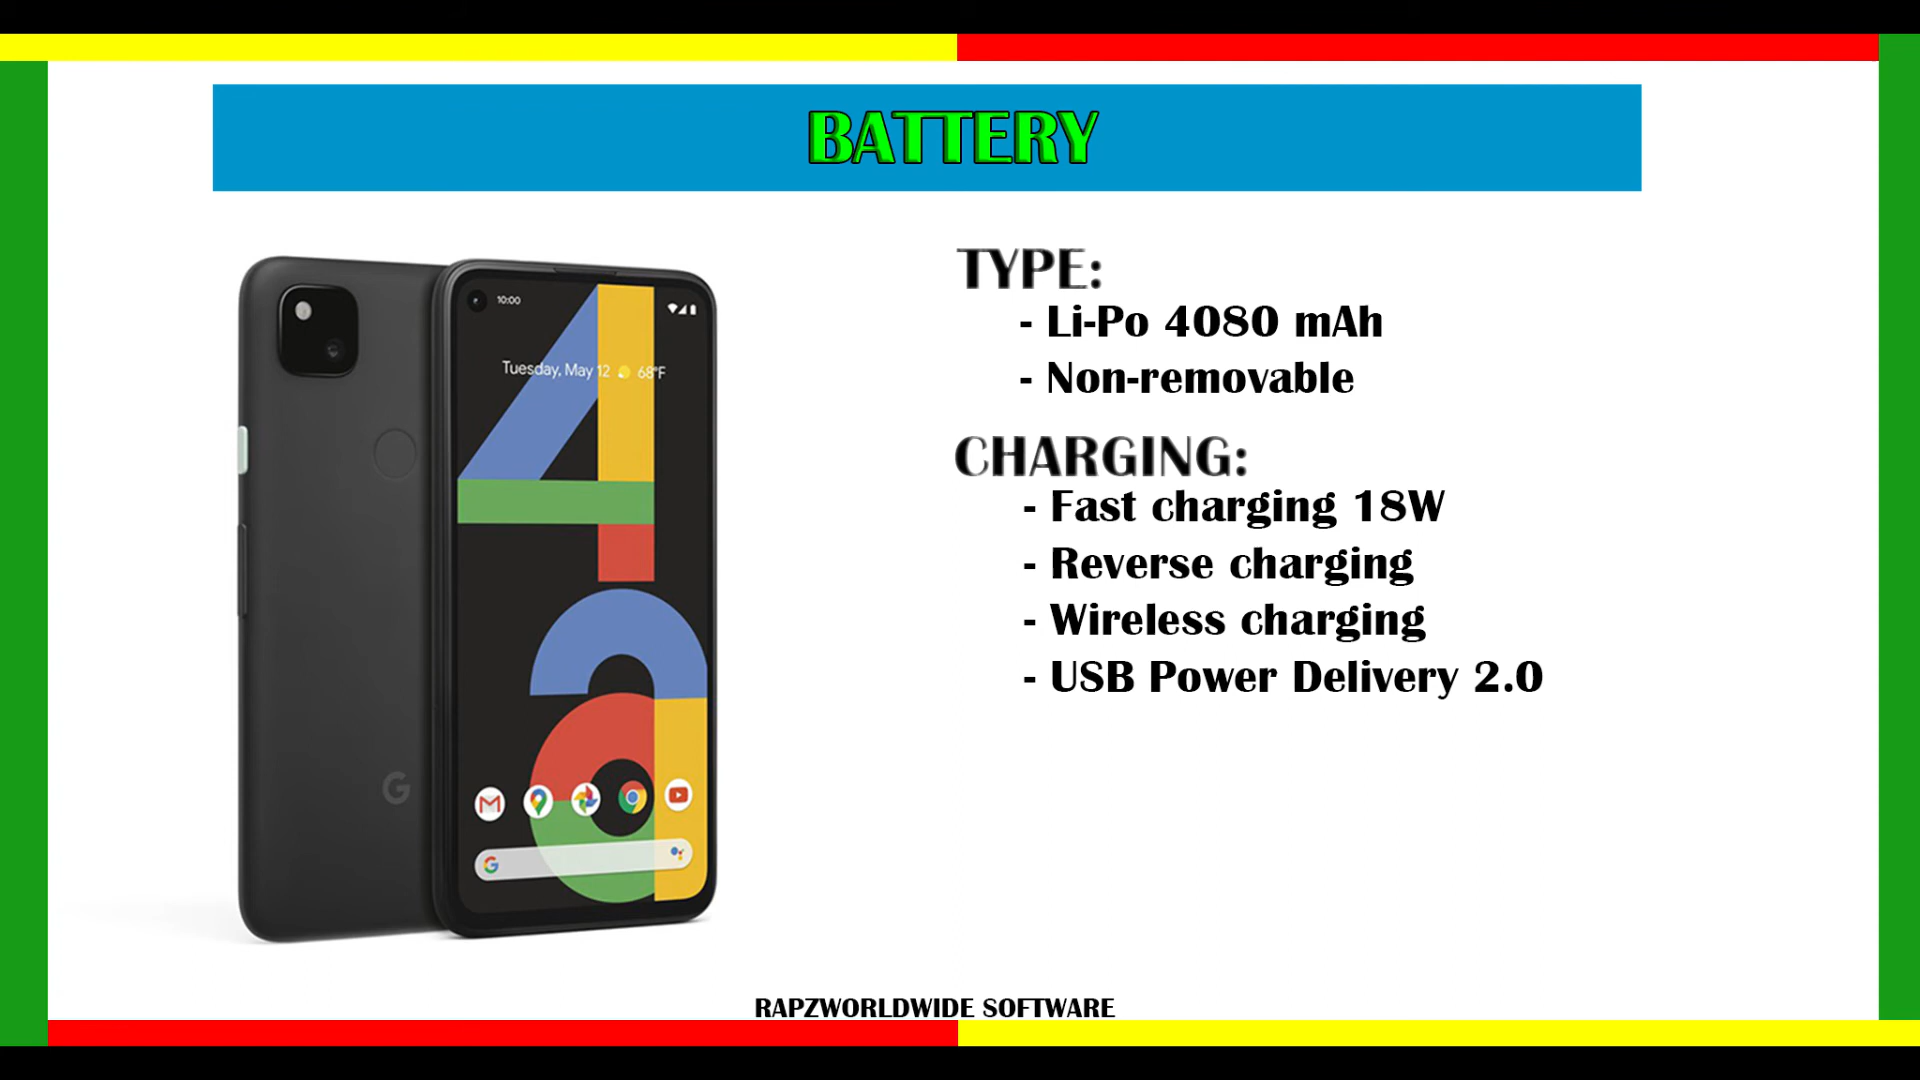 BATTERY
TYPE:
- Li-Po 4080 mAh
- Non-removable
CHARGING:
- Fast charging 18W
- Reverse charging
- Wireless charging
- USB Power Delivery 2.0
10:00
Tuesday, May 12 68°F
4a
G
RAPZWORLDWIDE SOFTWARE